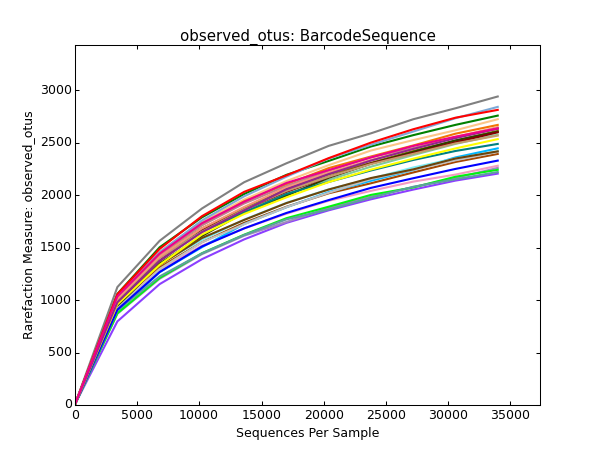 observed_otus: BarcodeSequence
Rarefaction Measure: observed_otus
3000
2500
2000
1500
1000
500
0
0 5000 10000 15000 20000 25000 30000 35000
Sequences Per Sample